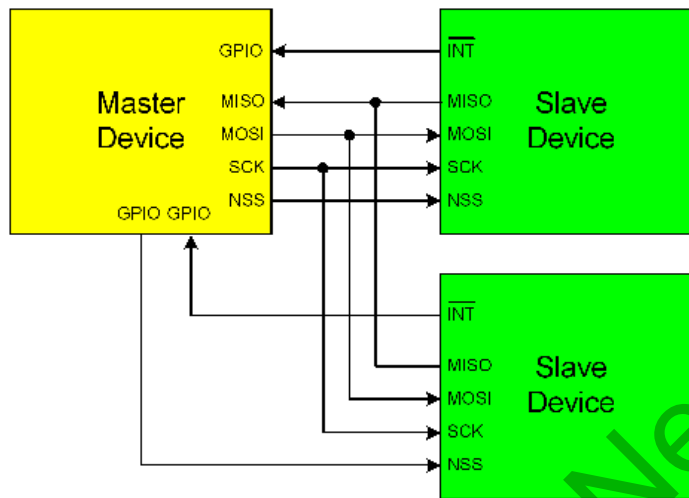 GPIO
MISO
MOSI
SCK
NSS
GPIO GPIO
Master
Device
INT
MISO
MOSI
SCK
NSS
Slave
Device
INT
MISO
MOSI
SCK
NSS
Slave
Device